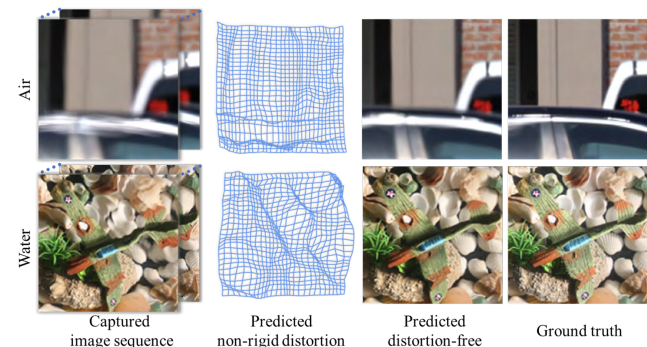 Air
Water
Captured
image sequence
Predicted
non-rigid distortion
Predicted
distortion-free
Ground truth